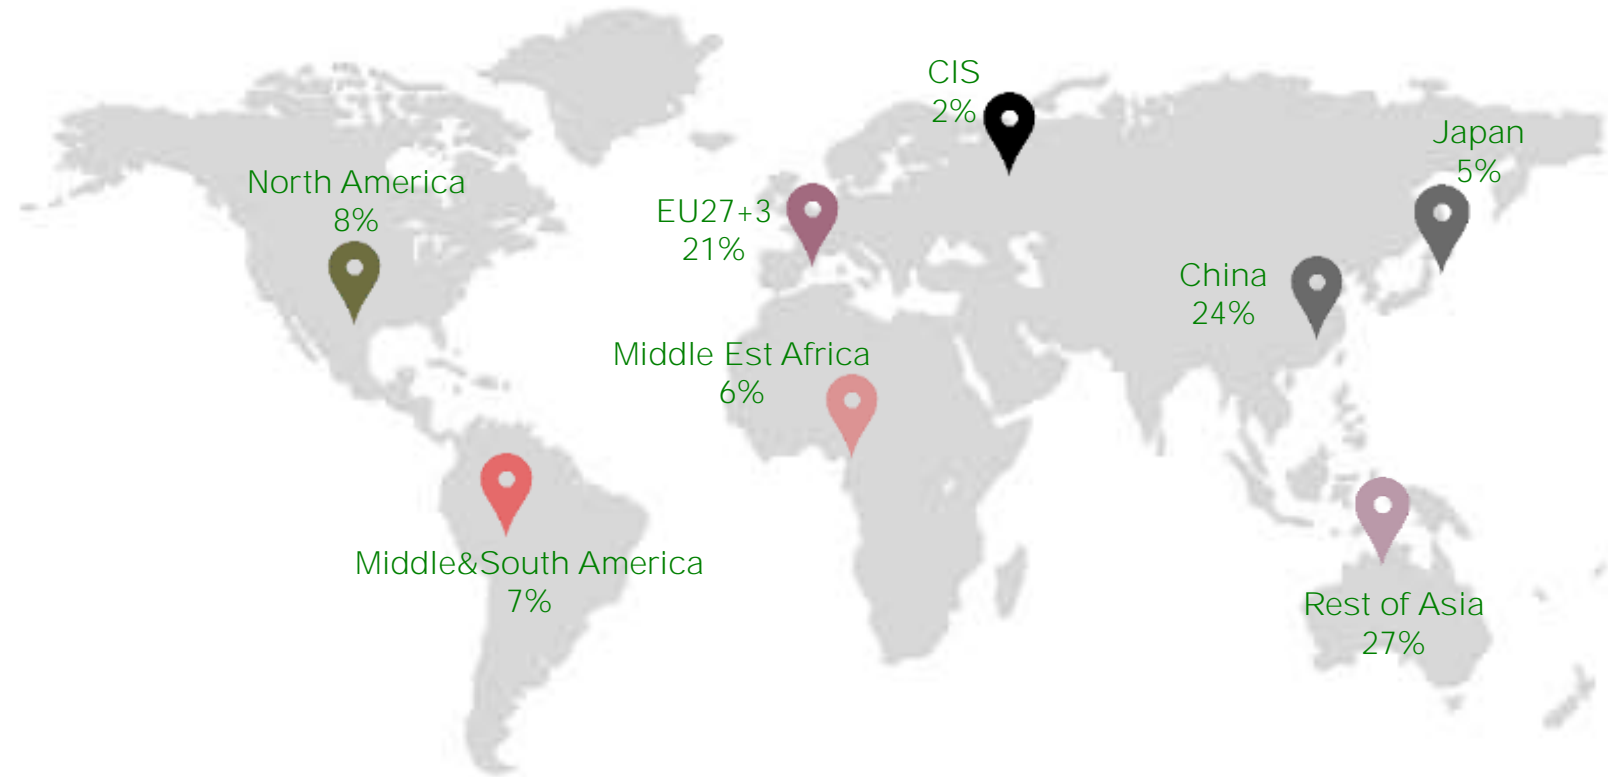 CIS
2%
Japan
5%
North America
8%
EU27+3
21%
China
24%
Middle Est Africa
6%
Middle&South America
7%
Rest of Asia
27%